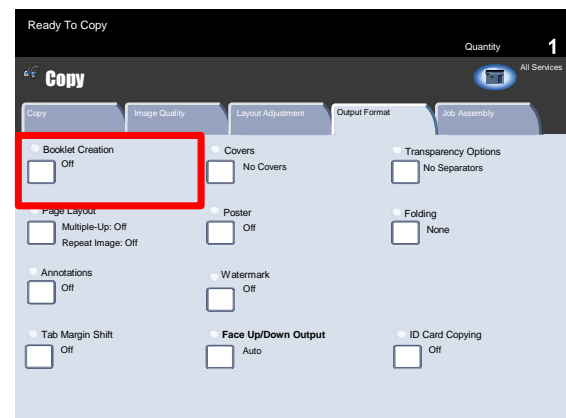 Ready To Copy
Quantity 1
Copy
All Services
Copy Image Quality Layout Adjustment Output Format Job Assembly
Booklet Creation
Off
Covers
No Covers
Transparency Options
No Separators
Page Layout
Multiple-Up: Off
Repeat Image: Off
Poster
Off
Folding
None
Annotations
Off
Watermark
Off
Tab Margin Shift
Off
Face Up/Down Output
Auto
ID Card Copying
Off